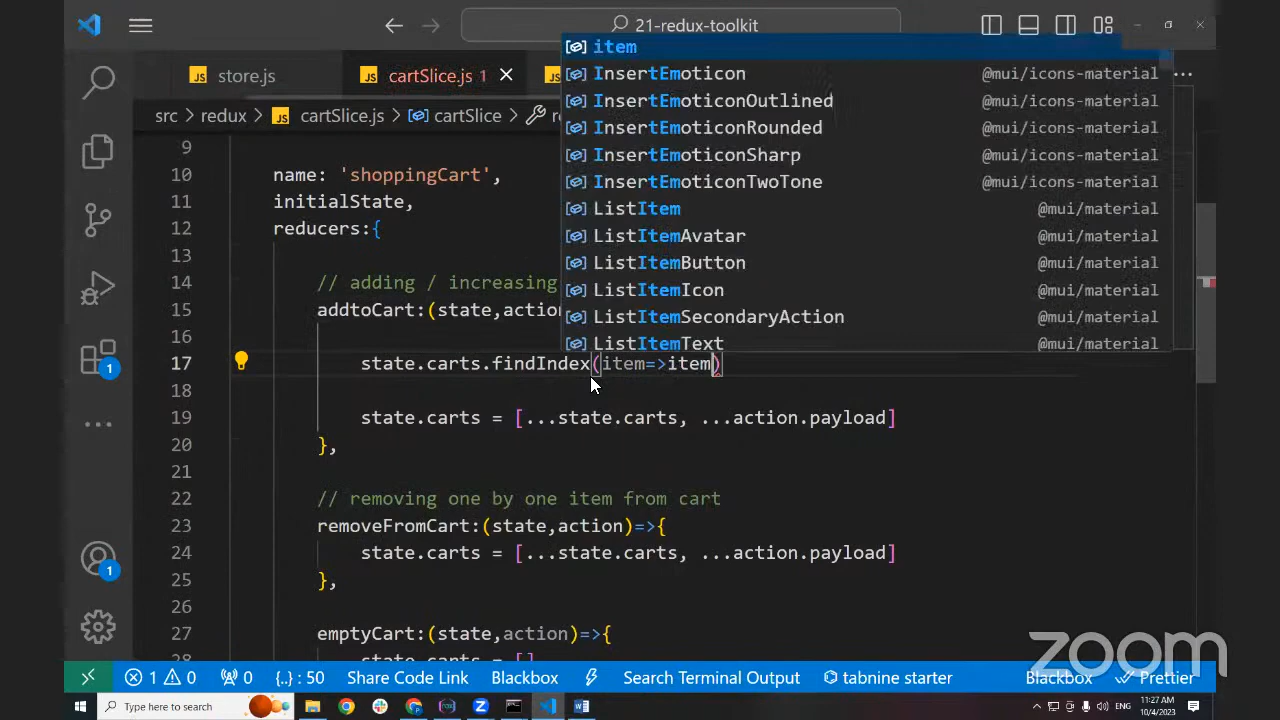 21-redux-toolkit
store.js
cartSlice.js 1
src > redux > cartSlice.js > cartSlice >
item
InsertEmoticon @mui/icons-material
InsertEmoticonOutlined @mui/icons-material
InsertEmoticonRounded @mui/icons-material
InsertEmoticonSharp @mui/icons-material
InsertEmoticonTwoTone @mui/icons-material
ListItem @mui/material
ListItemAvatar @mui/material
ListItemButton @mui/material
ListItemIcon @mui/material
ListItemSecondaryAction @mui/material
ListItemText @mui/material
9
10 name: 'shoppingCart',
11 initialState,
12 reducers:{
13
14 // adding / increasing
15 addtoCart:(state,action
16
17 state.carts.findIndex(item=>item)
18
19 state.carts = [...state.carts, ...action.payload]
20 },
21
22 // removing one by one item from cart
23 removeFromCart:(state,action)=>{
24 state.carts = [...state.carts, ...action.payload]
25 },
26
27 emptyCart:(state,action)=>{
28 state.carts = []
1
1
zoom
1 0 0 {..} : 50 Share Code Link Blackbox Search Terminal Output tabnine starter Blackbox Prettier
Type here to search
11:27 AM
10/4/2023